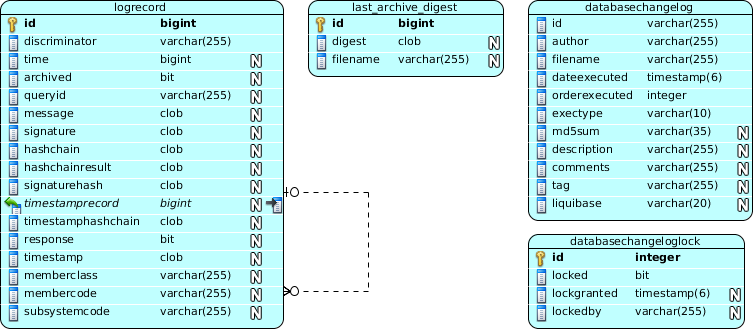 logrecord
id bigint
discriminator varchar(255)
time bigint N
archived bit N
queryid varchar(255) N
message clob N
signature clob N
hashchain clob N
hashchainresult clob N
signaturehash clob N
timestamprecord bigint N
timestamphashchain clob N
response bit N
timestamp clob N
memberclass varchar(255) N
membercode varchar(255) N
subsystemcode varchar(255) N
last_archive_digest
id bigint
digest clob N
filename varchar(255) N
databasechangelog
id varchar(255)
author varchar(255)
filename varchar(255)
dateexecuted timestamp(6)
orderexecuted integer
exectype varchar(10)
md5sum varchar(35) N
description varchar(255) N
comments varchar(255) N
tag varchar(255) N
liquibase varchar(20) N
databasechangeloglock
id integer
locked bit
lockgranted timestamp(6) N
lockedby varchar(255) N